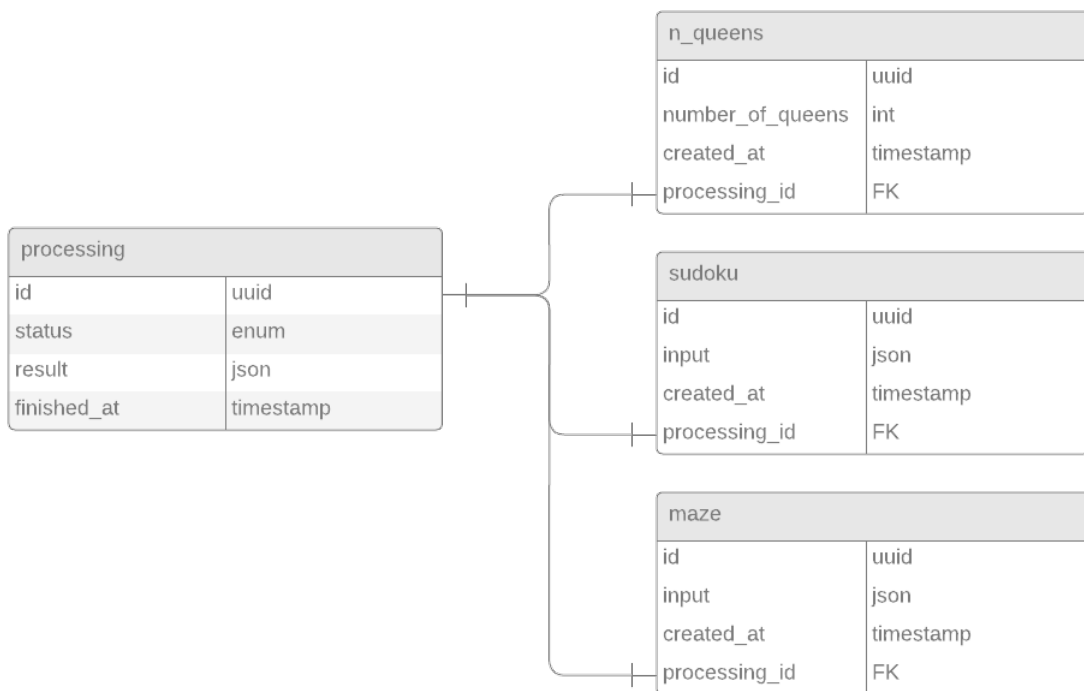 processing
id uuid
status enum
result json
finished_at timestamp
n_queens
id uuid
number_of_queens int
created_at timestamp
processing_id FK
sudoku
id uuid
input json
created_at timestamp
processing_id FK
maze
id uuid
input json
created_at timestamp
processing_id FK